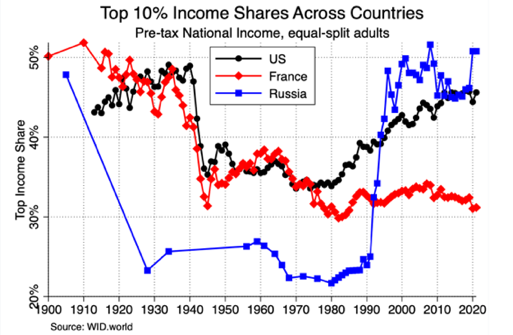 Top 10% Income Shares Across Countries
Pre-tax National Income, equal-split adults
US
France
Russia
Top Income Share
50%
40%
30%
20%
1900 1910 1920 1930 1940 1950 1960 1970 1980 1990 2000 2010 2020
Source: WID.world